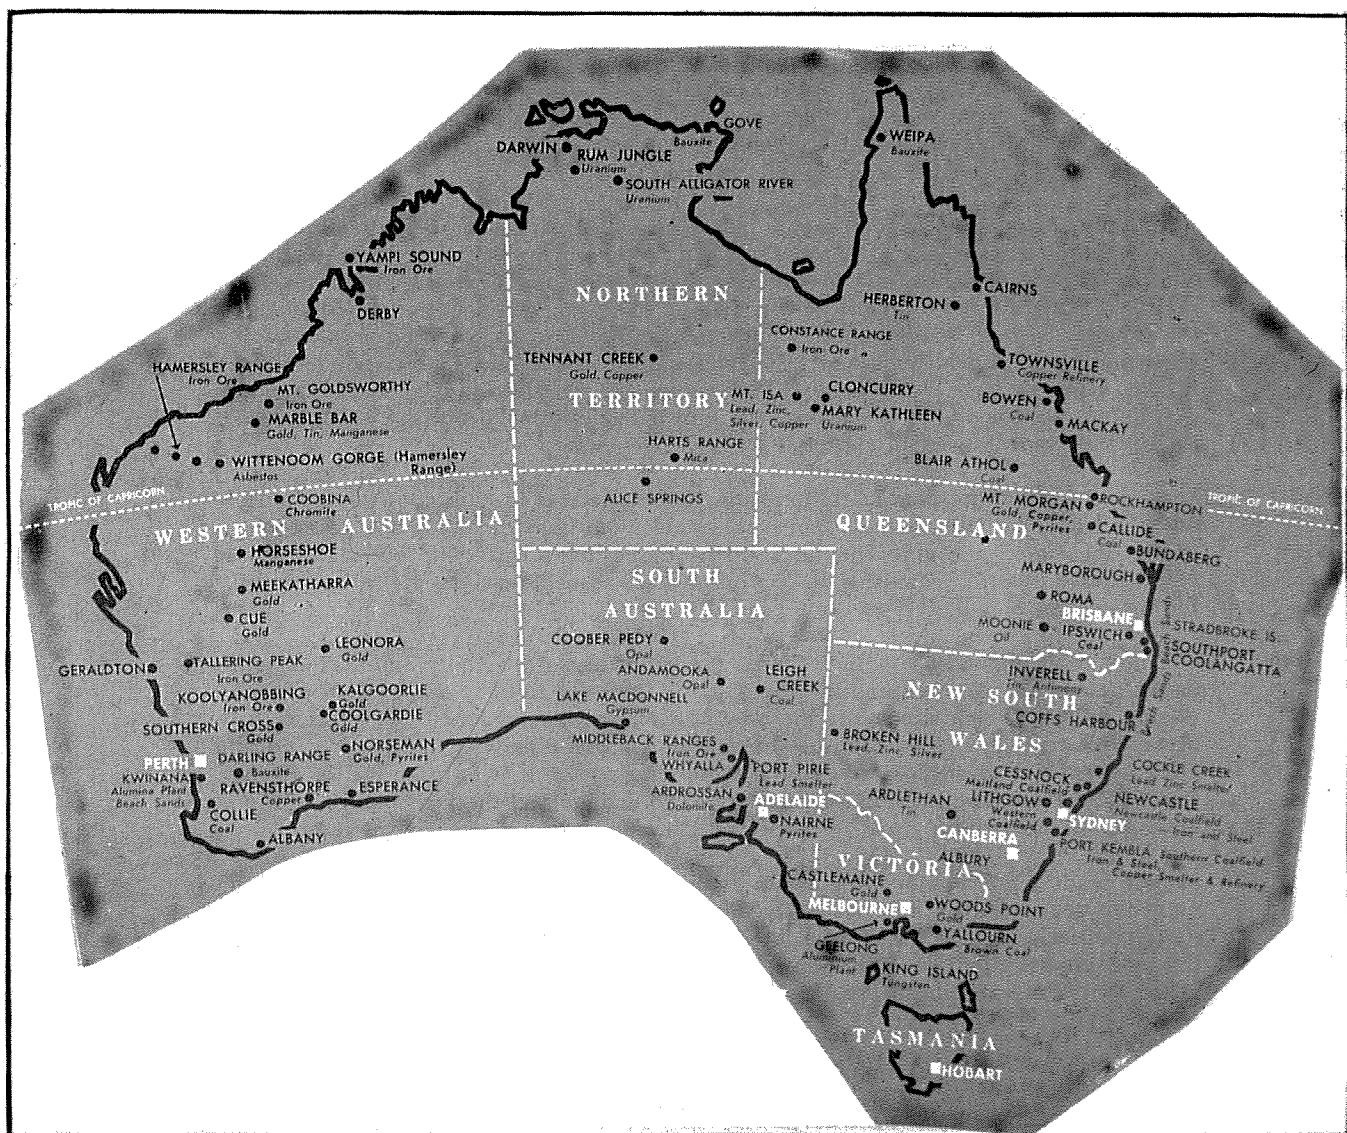 GOVE
Bauxite
WEIPA
Bauxite
DARWIN
RUM JUNGLE
Uranium
SOUTH ALLIGATOR RIVER
Uranium
YAMPI SOUND
Iron Ore
DERBY
NORTHERN
TERRITORY
CAIRNS
HERBERTON
Tin
CONSTANCE RANGE
Iron Ore
TENNANT CREEK
Gold, Copper
TOWNSVILLE
Copper Refinery
HAMERSLEY RANGE
Iron Ore
MT. GOLDSWORTHY
Iron Ore
MARBLE BAR
Gold, Tin, Manganese
MT. ISA
Lead, Zinc,
Silver, Copper
CLONCURRY
MARY KATHLEEN
Uranium
BOWEN
Coal
MACKAY
HARTS RANGE
Mica
WITTENOOM GORGE (Hamersley
Range)
Asbestos
BLAIR ATHOL
Coal
TROPIC OF CAPRICORN
COOBINA
Chromite
ALICE SPRINGS
MT. MORGAN
Gold, Copper,
Pyrites
ROCKHAMPTON
TROPIC OF CAPRICORN
WESTERN AUSTRALIA
QUEENSLAND
CALLIDE
Coal
BUNDABERG
HORSESHOE
Manganese
MEEKATHARRA
Gold
SOUTH
AUSTRALIA
MARYBOROUGH
ROMA
CUE
Gold
BRISBANE
STRADBROKE IS.
MOONIE
Oil
IPSWICH
Coal
SOUTHPORT
COOLANGATTA
LEONORA
Gold
COOBER PEDY
Opal
GERALDTON
TALLERING PEAK
Iron Ore
ANDAMOOKA
Opal
LEIGH
CREEK
Coal
INVERELL
KOOLYANOBBING
Iron Ore
KALGOORLIE
Gold
COOLGARDIE
Gold
LAKE MACDONNELL
Gypsum
NEW SOUTH
WALES
COFFS HARBOUR
SOUTHERN CROSS
Gold
NORSEMAN
Gold, Pyrites
MIDDLEBACK RANGES
Iron Ore
WHYALLA
BROKEN HILL
Lead, Zinc, Silver
PERTH
DARLING RANGE
Bauxite
PORT PIRIE
Lead Smelter
KWINANA
Alumina Plant
Beach Sands
RAVENSTHORPE
Copper
ESPERANCE
ARDROSSAN
Dolomite
ADELAIDE
NAIRNE
Pyrites
ARDLETHAN
Tin
CESSNOCK
Maitland Coalfield
COCKLE CREEK
Lead Zinc Smelter
LITHGOW
Western
Coalfield
NEWCASTLE
Newcastle Coalfield
Iron and Steel
SYDNEY
COLLIE
Coal
ALBANY
CANBERRA
PORT KEMBLA Southern Coalfield
Iron & Steel,
Copper Smelter & Refinery
ALBURY
VICTORIA
CASTLEMAINE
Gold
MELBOURNE
WOODS POINT
Gold
GEELONG
Aluminium
Plant
YALLOURN
Brown Coal
KING ISLAND
Tungsten
TASMANIA
HOBART